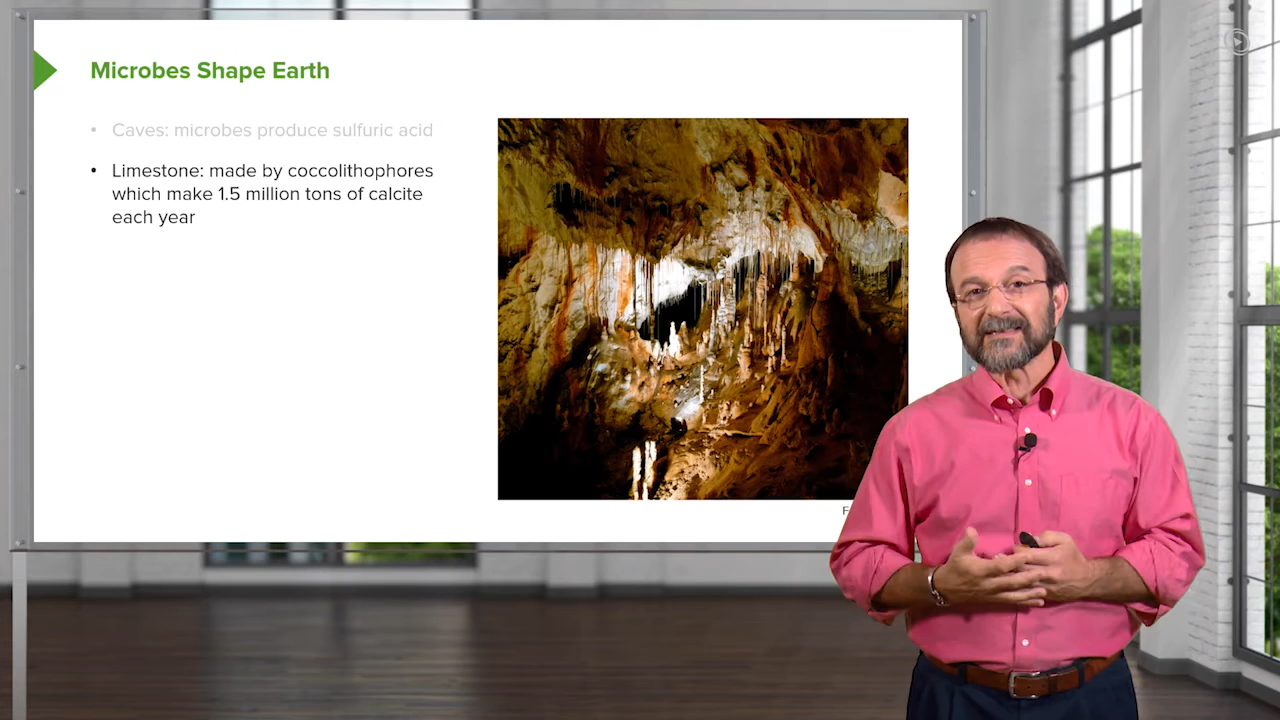 Microbes Shape Earth
• Caves: microbes produce sulfuric acid
• Limestone: made by coccolithophores
which make 1.5 million tons of calcite
each year